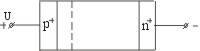 U
+ p⁺ n⁺ -